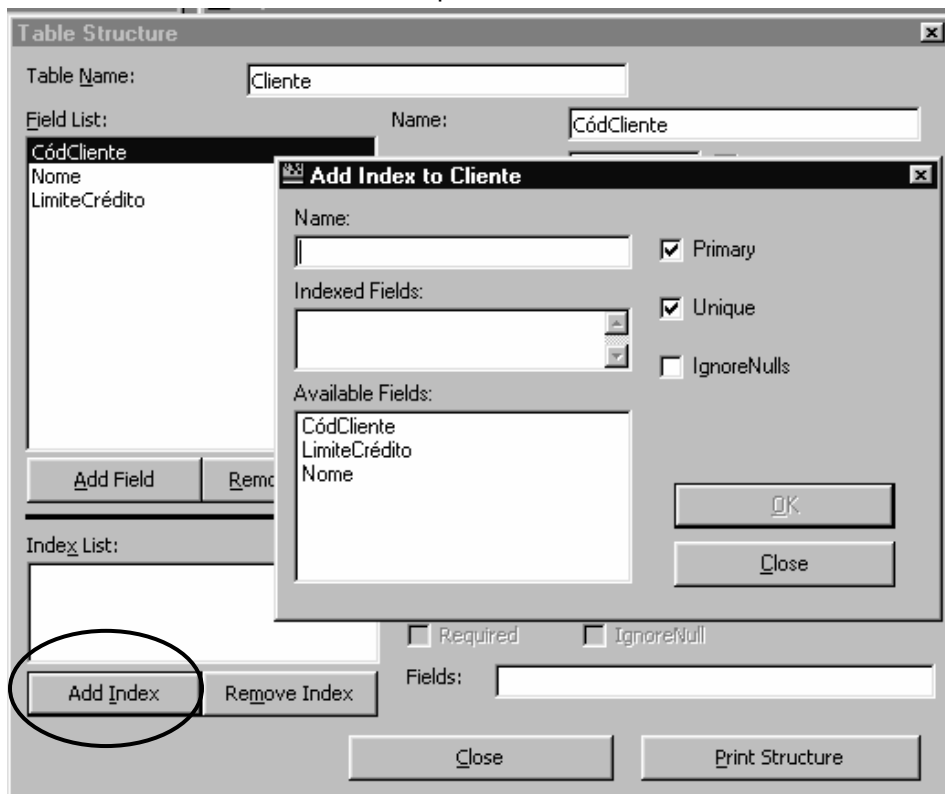 Table Structure
Table Name:
Cliente
Field List:
CódCliente
Nome
LimiteCrédito
Name:
CódCliente
Add Index to Cliente
Name:
Primary
Indexed Fields:
Unique
IgnoreNulls
Available Fields:
CódCliente
LimiteCrédito
Nome
OK
Close
Add Field
Remo
Index List:
Required
IgnoreNull
Add Index
Remove Index
Fields:
Close
Print Structure